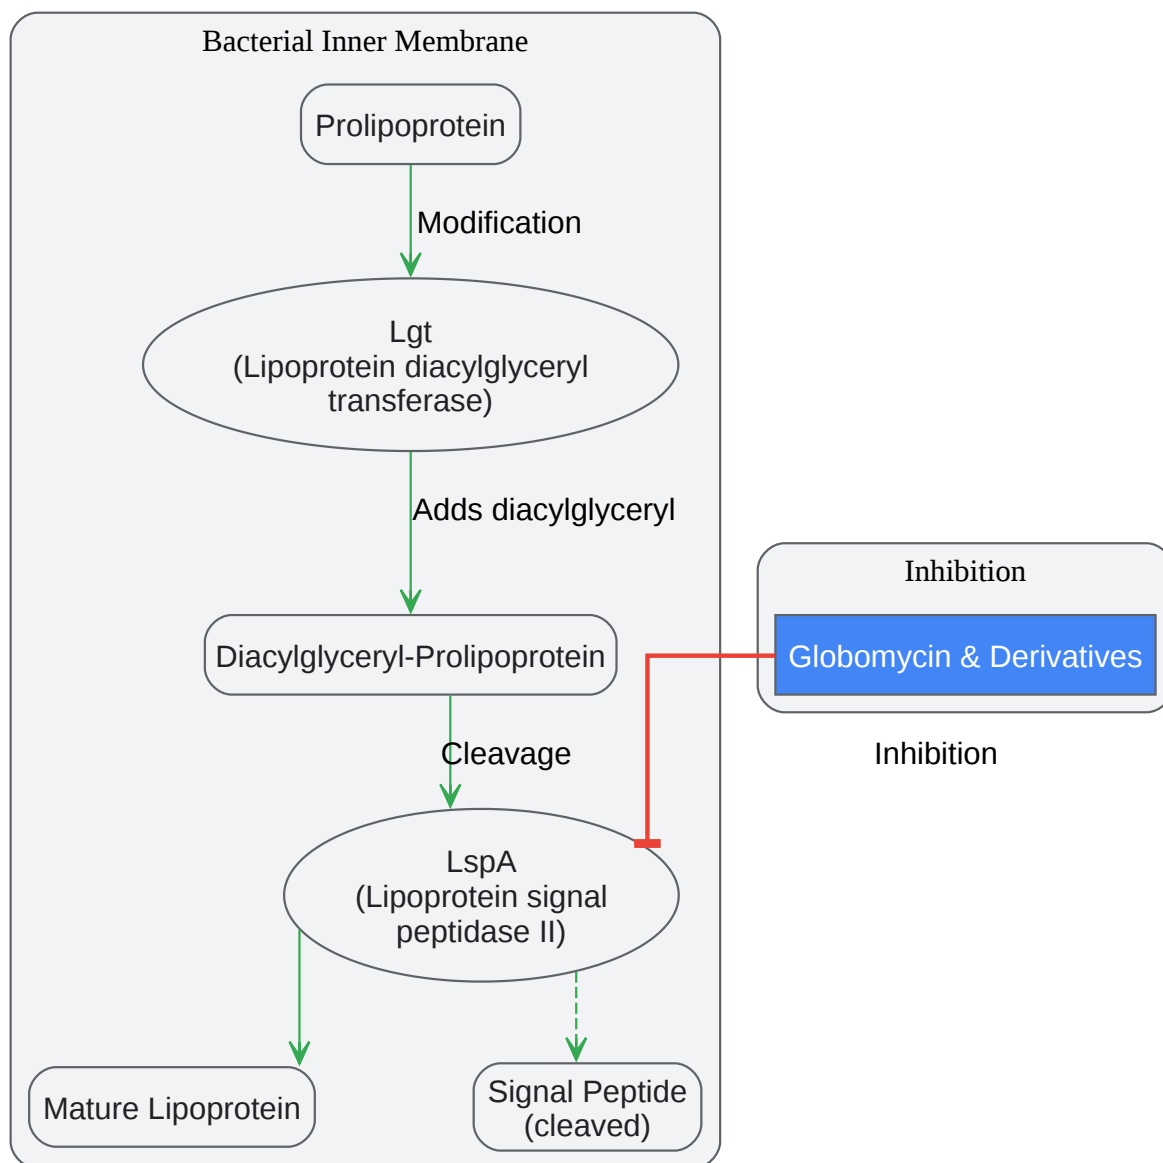 Bacterial Inner Membrane
Prolipoprotein
Modification
Lgt
(Lipoprotein diacylglyceryl
transferase)
Adds diacylglyceryl
Inhibition
Diacylglyceryl-Prolipoprotein
Globomycin & Derivatives
Cleavage
Inhibition
LspA
(Lipoprotein signal
peptidase II)
Mature Lipoprotein
Signal Peptide
(cleaved)